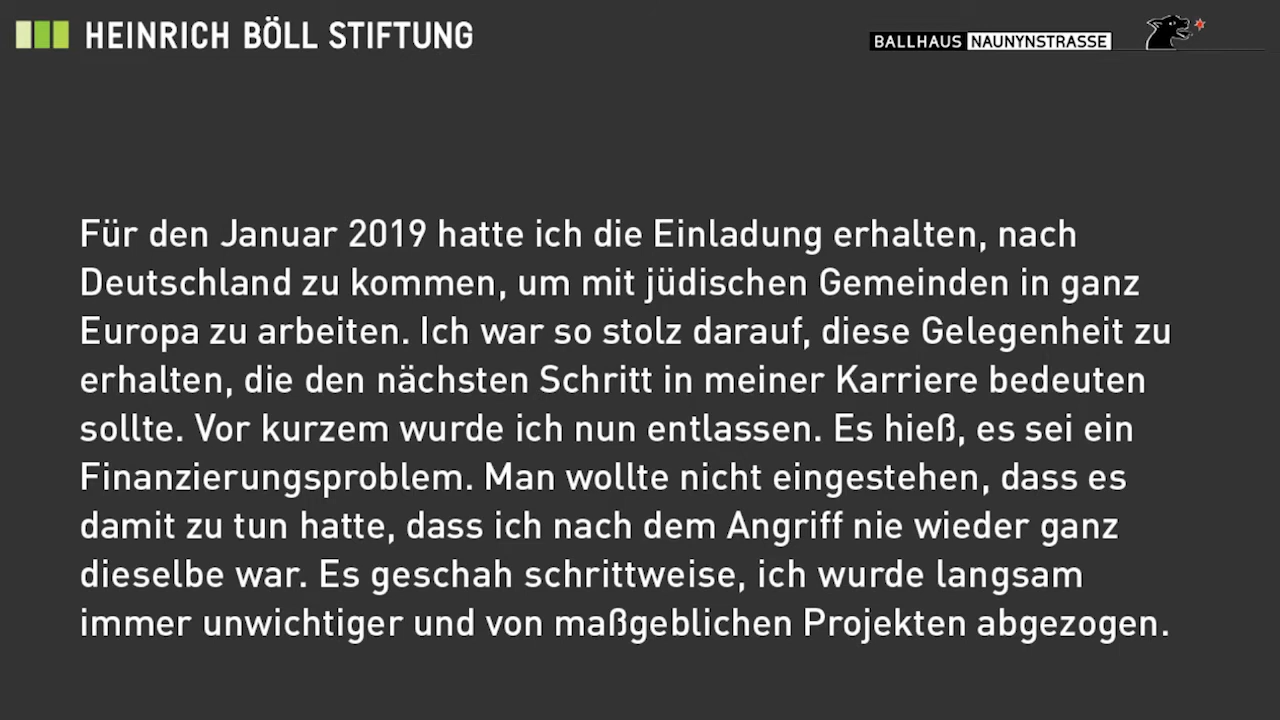 HEINRICH BÖLL STIFTUNG
BALLHAUS NAUNYNSTRASSE
Für den Januar 2019 hatte ich die Einladung erhalten, nach
Deutschland zu kommen, um mit jüdischen Gemeinden in ganz
Europa zu arbeiten. Ich war so stolz darauf, diese Gelegenheit zu
erhalten, die den nächsten Schritt in meiner Karriere bedeuten
sollte. Vor kurzem wurde ich nun entlassen. Es hieß, es sei ein
Finanzierungsproblem. Man wollte nicht eingestehen, dass es
damit zu tun hatte, dass ich nach dem Angriff nie wieder ganz
dieselbe war. Es geschah schrittweise, ich wurde langsam
immer unwichtiger und von maßgeblichen Projekten abgezogen.